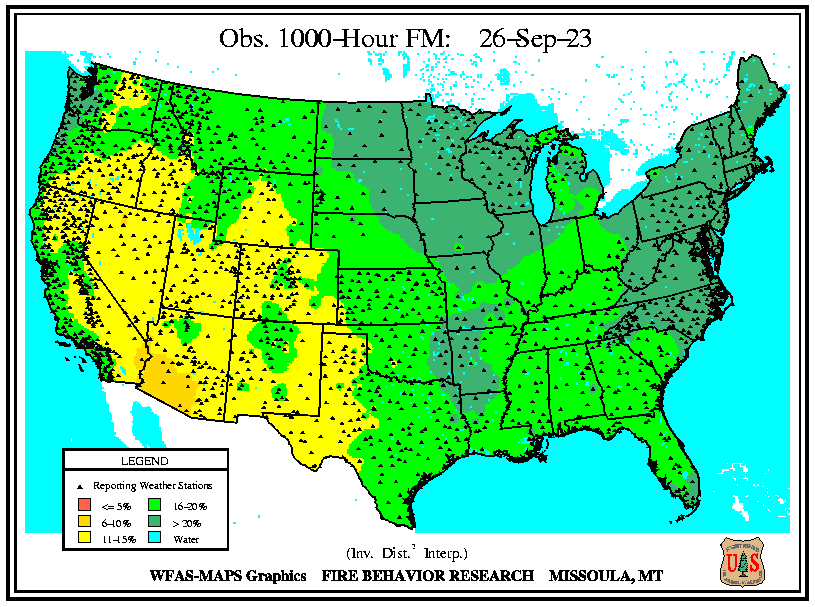 Obs. 1000-Hour FM: 26-Sep-23
LEGEND
Reporting Weather Stations
<= 5% 16-20%
6-10% > 20%
11-15% Water
(Inv. Dist.² Interp.)
WFAS-MAPS Graphics FIRE BEHAVIOR RESEARCH MISSOULA, MT
U S